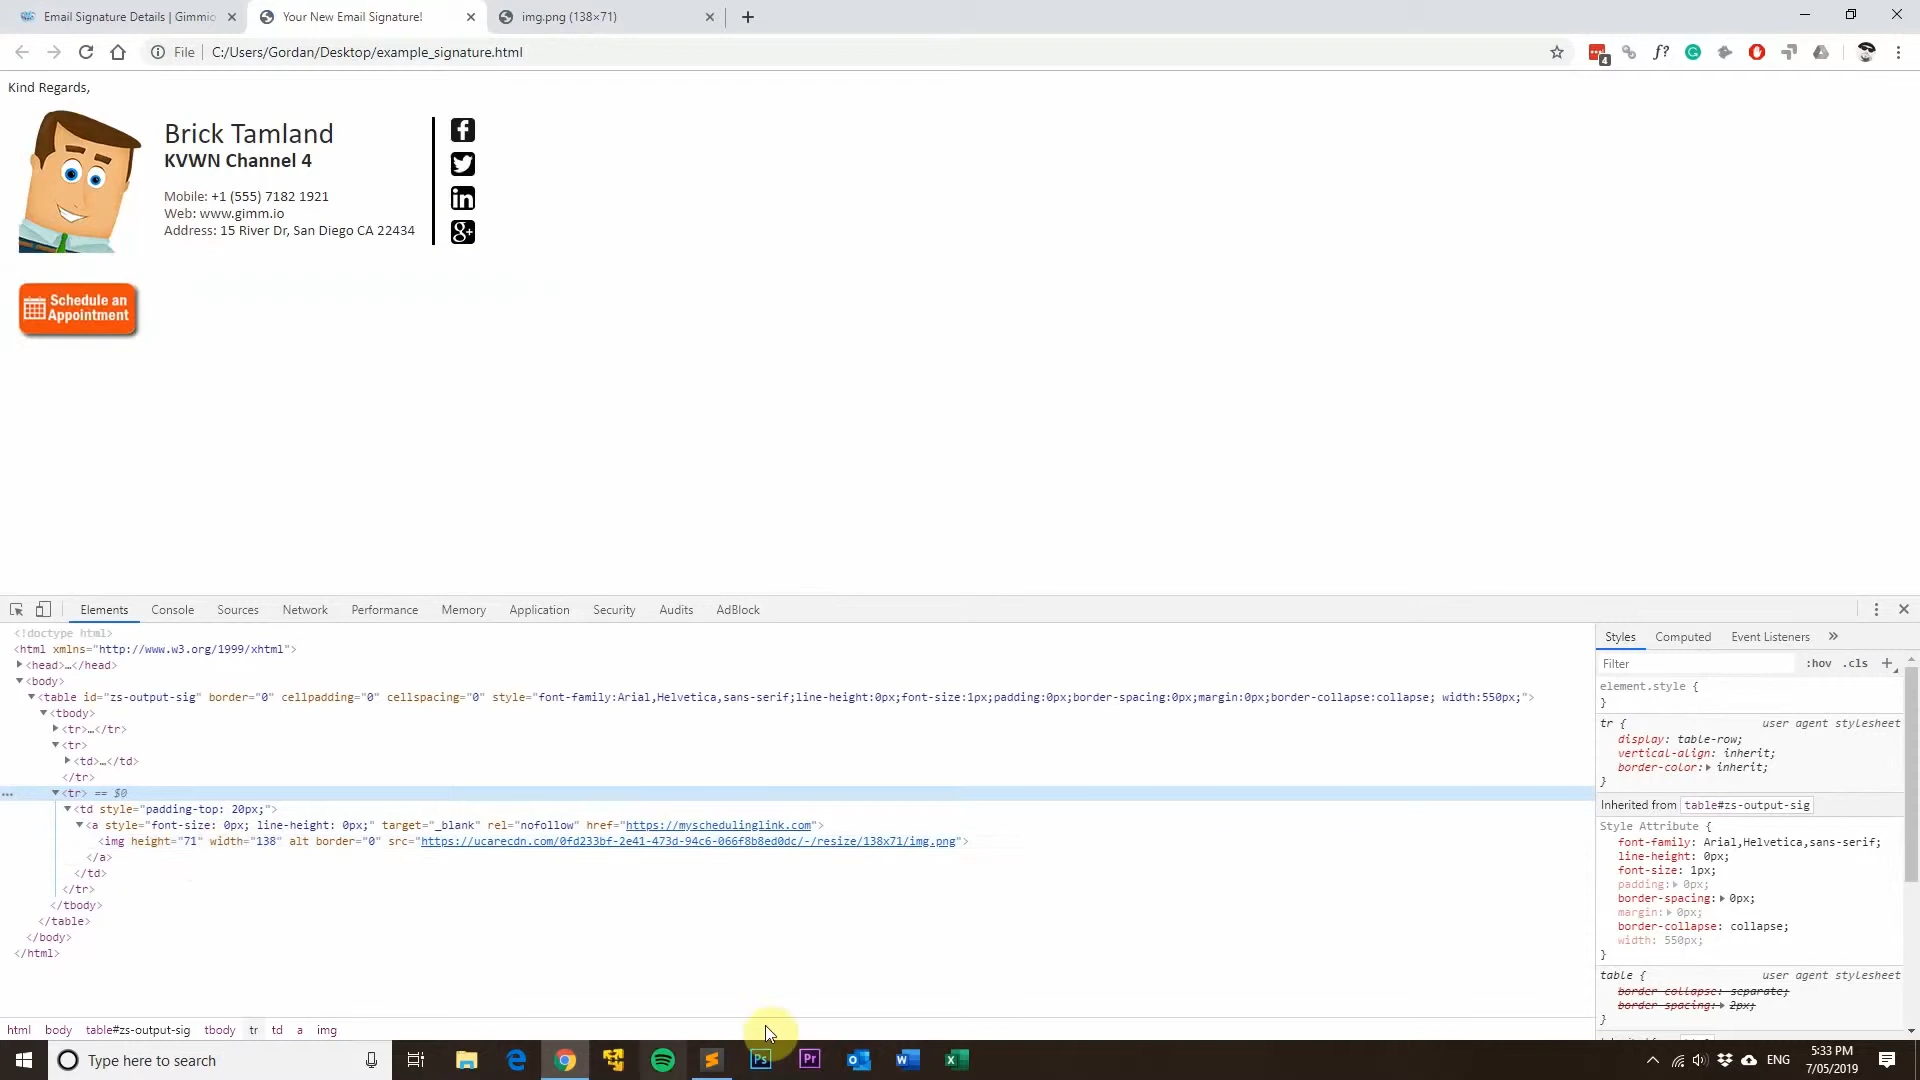 Email Signature Details | Gimmio
Your New Email Signature!
img.png (138×71)
File
C:/Users/Gordan/Desktop/example_signature.html
f?
4
Kind Regards,
Brick Tamland
KVWN Channel 4
Mobile: +1 (555) 7182 1921
Web: www.gimm.io
Address: 15 River Dr, San Diego CA 22434
Schedule an
Appointment
Elements
Console
Sources
Network
Performance
Memory
Application
Security
Audits
AdBlock
<!doctype html>
<html xmlns="http://www.w3.org/1999/xhtml">
<head>…</head>
<body>
<table id="zs-output-sig" border="0" cellpadding="0" cellspacing="0" style="font-family:Arial,Helvetica,sans-serif;line-height:0px;font-size:1px;padding:0px;border-spacing:0px;margin:0px;border-collapse:collapse; width:550px;">
<tbody>
<tr>…</tr>
<tr>
<td>…</td>
</tr>
<tr> == $0
<td style="padding-top: 20px;">
<a style="font-size: 0px; line-height: 0px;" target="_blank" rel="nofollow" href="https://myschedulinglink.com">
<img height="71" width="138" alt border="0" src="https://ucarecdn.com/0fd233bf-2e41-473d-94c6-066f8b8ed0dc/-/resize/138x71/img.png">
</a>
</td>
</tr>
</tbody>
</table>
</body>
</html>
html
body
table#zs-output-sig
tbody
tr
td
a
img
Styles
Computed
Event Listeners
»
Filter
:hov
.cls
+
element.style {
}
tr {
user agent stylesheet
display: table-row;
vertical-align: inherit;
border-color: inherit;
}
Inherited from table#zs-output-sig
Style Attribute {
font-family: Arial,Helvetica,sans-serif;
line-height: 0px;
font-size: 1px;
padding: 0px;
border-spacing: 0px;
margin: 0px;
border-collapse: collapse;
width: 550px;
}
table {
user agent stylesheet
border-collapse: separate;
border-spacing: 2px;
}
Type here to search
Ps
Pr
ENG
5:33 PM
7/05/2019